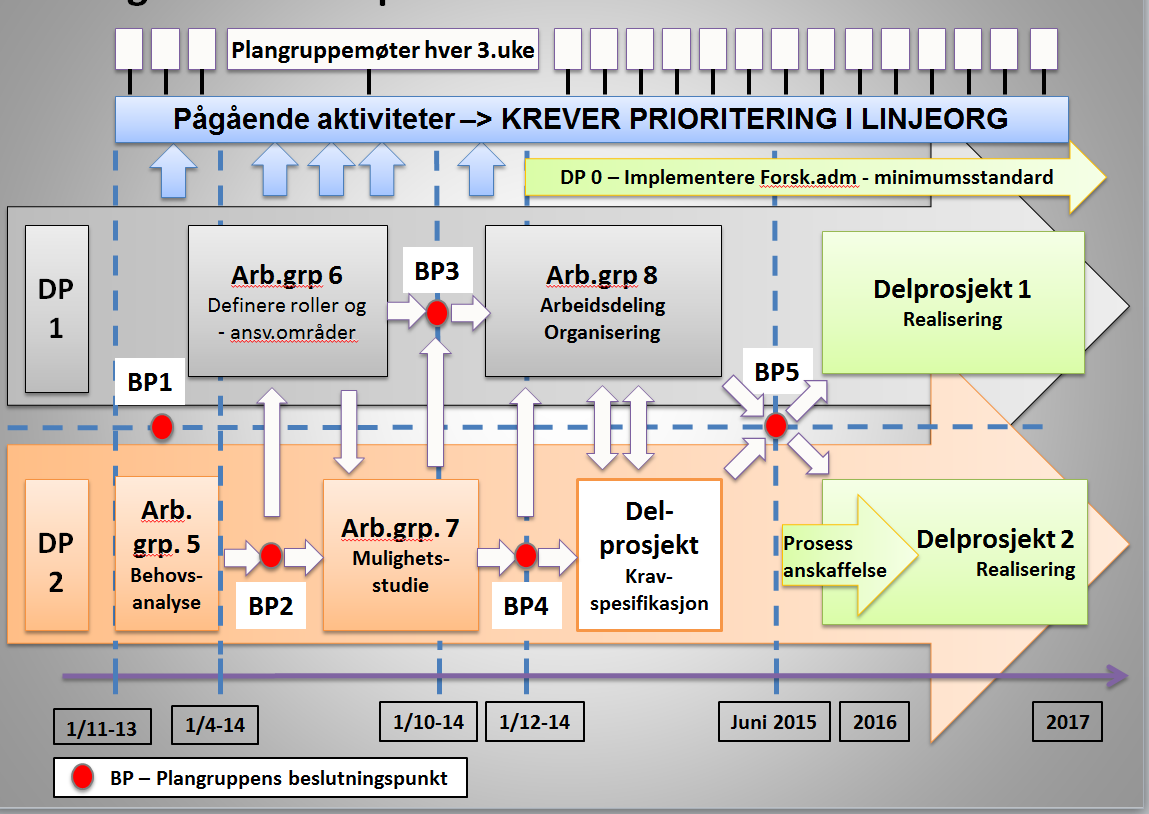 Plangruppemøter hver 3.uke
Pågående aktiviteter –> KREVER PRIORITERING I LINJEORG
DP 0 – Implementere Forsk.adm - minimumsstandard
DP
1
Arb.grp 6
Definere roller og
- ansv.områder
BP3
Arb.grp 8
Arbeidsdeling
Organisering
Delprosjekt 1
Realisering
BP1
BP5
DP
2
Arb.
grp. 5
Behovs-
analyse
BP2
Arb.grp. 7
Mulighets-
studie
BP4
Del-
prosjekt
Krav-
spesifikasjon
Prosess
anskaffelse
Delprosjekt 2
Realisering
1/11-13
1/4-14
1/10-14
1/12-14
Juni 2015
2016
2017
BP – Plangruppens beslutningspunkt